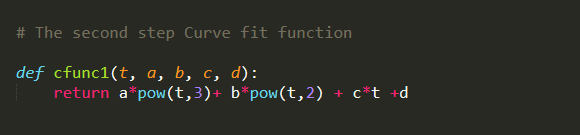 # The second step Curve fit function
def cfunc1(t, a, b, c, d):
    return a*pow(t,3)+ b*pow(t,2) + c*t +d